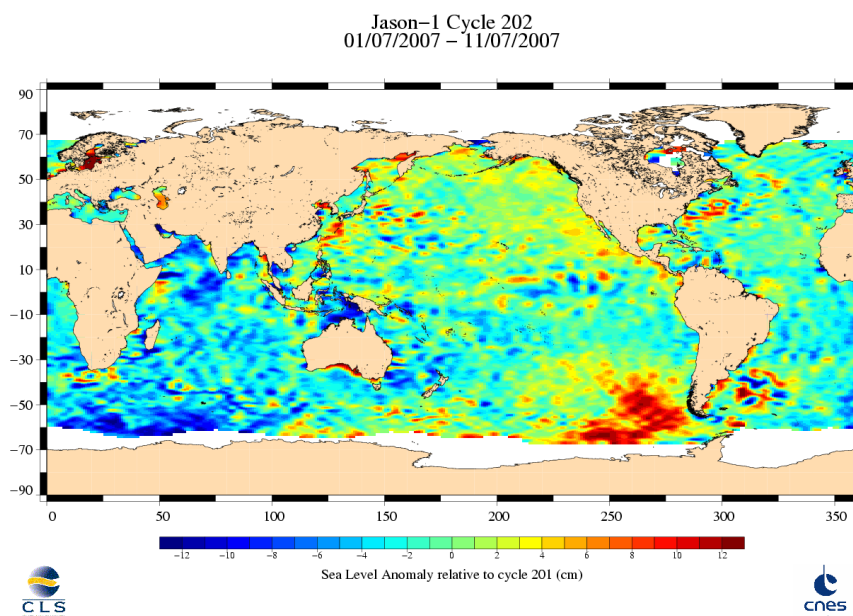 Jason−1 Cycle 202
01/07/2007 − 11/07/2007
90
70
50
30
10
−10
−30
−50
−70
−90
0 50 100 150 200 250 300 350
−12 −10 −8 −6 −4 −2 0 2 4 6 8 10 12
Sea Level Anomaly relative to cycle 201 (cm)
CLS
cnes